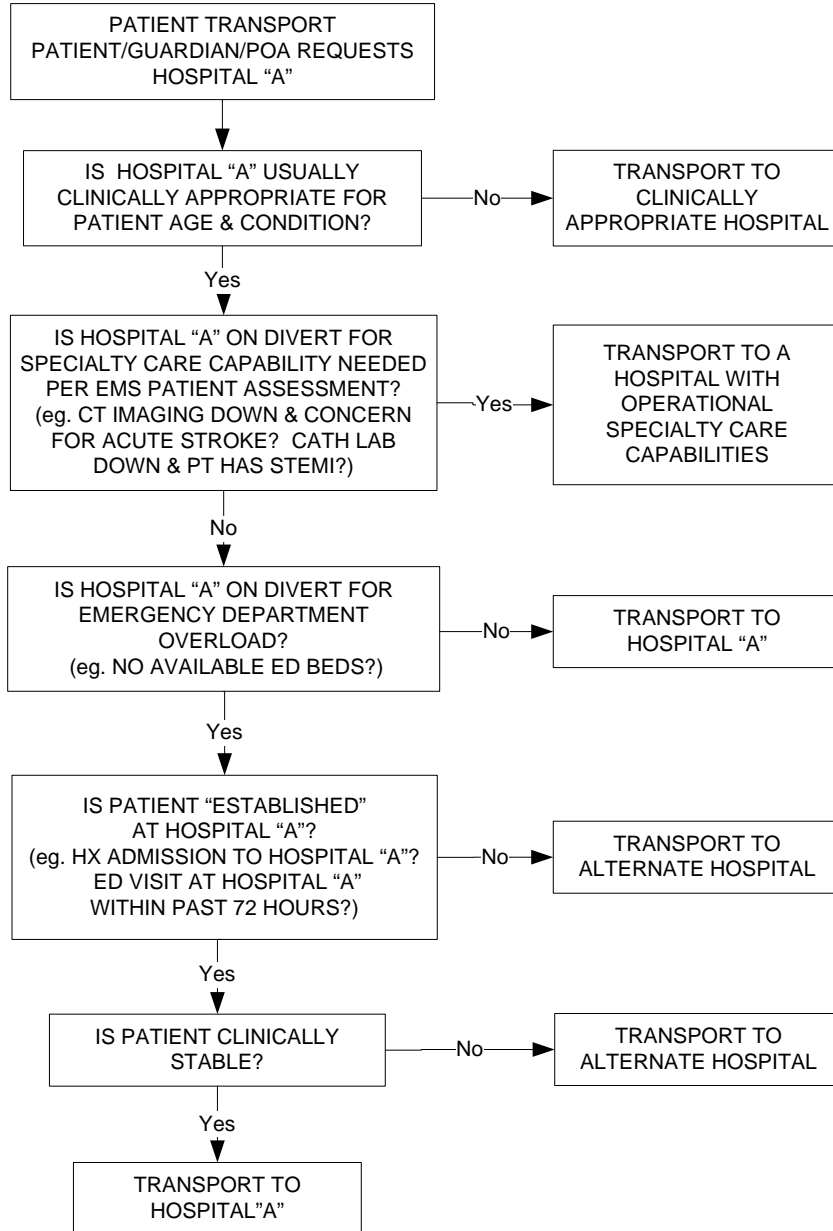 PATIENT TRANSPORT
PATIENT/GUARDIAN/POA REQUESTS
HOSPITAL “A”
IS HOSPITAL “A” USUALLY
CLINICALLY APPROPRIATE FOR
PATIENT AGE & CONDITION?
No
TRANSPORT TO
CLINICALLY
APPROPRIATE HOSPITAL
Yes
IS HOSPITAL “A” ON DIVERT FOR
SPECIALTY CARE CAPABILITY NEEDED
PER EMS PATIENT ASSESSMENT?
(eg. CT IMAGING DOWN & CONCERN
FOR ACUTE STROKE? CATH LAB
DOWN & PT HAS STEMI?)
Yes
TRANSPORT TO A
HOSPITAL WITH
OPERATIONAL
SPECIALTY CARE
CAPABILITIES
No
IS HOSPITAL “A” ON DIVERT FOR
EMERGENCY DEPARTMENT
OVERLOAD?
(eg. NO AVAILABLE ED BEDS?)
No
TRANSPORT TO
HOSPITAL “A”
Yes
IS PATIENT “ESTABLISHED”
AT HOSPITAL “A”?
(eg. HX ADMISSION TO HOSPITAL “A”?
ED VISIT AT HOSPITAL “A”
WITHIN PAST 72 HOURS?)
No
TRANSPORT TO
ALTERNATE HOSPITAL
Yes
IS PATIENT CLINICALLY
STABLE?
No
TRANSPORT TO
ALTERNATE HOSPITAL
Yes
TRANSPORT TO
HOSPITAL”A”